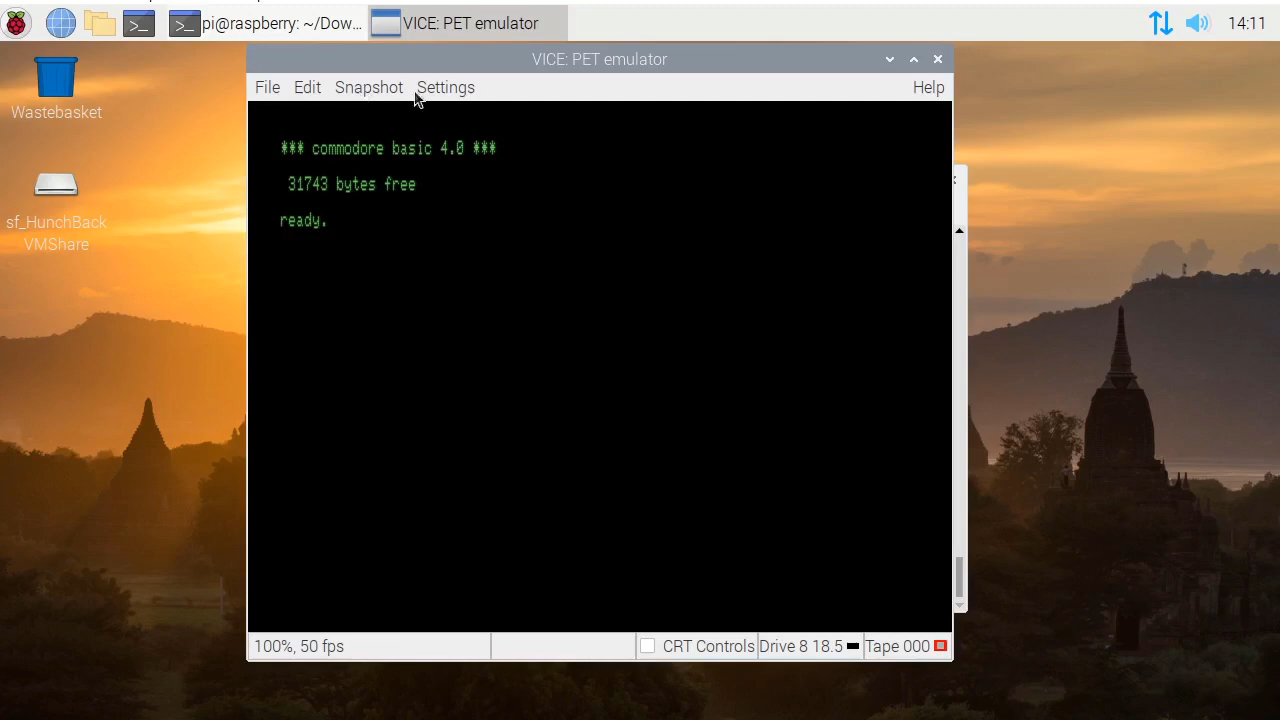 pi@raspberry: ~/Dow...
VICE: PET emulator
14:11
Wastebasket
sf_HunchBack
VMShare
VICE: PET emulator
File Edit Snapshot Settings Help
*** commodore basic 4.0 ***
31743 bytes free
ready.
100%, 50 fps
CRT Controls
Drive 8 18.5
Tape 000